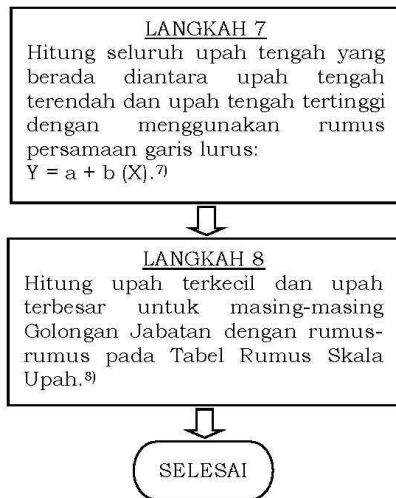 LANGKAH 7
Hitung seluruh upah tengah yang
berada diantara upah tengah
terendah dan upah tengah tertinggi
dengan menggunakan rumus
persamaan garis lurus:
Y = a + b (X).⁷⁾
LANGKAH 8
Hitung upah terkecil dan upah
terbesar untuk masing-masing
Golongan Jabatan dengan rumus-
rumus pada Tabel Rumus Skala
Upah.⁸⁾
SELESAI